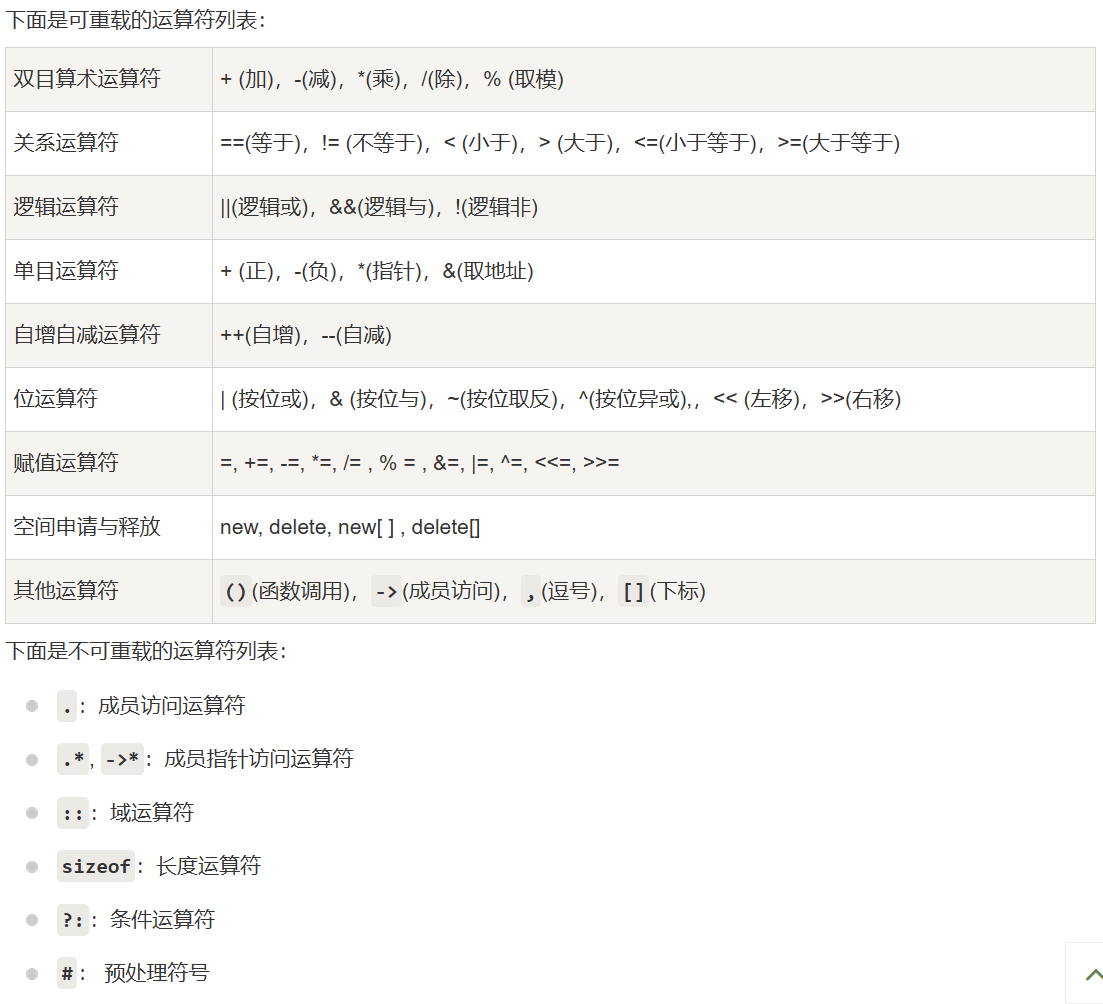 下面是可重载的运算符列表：
双目算术运算符 + (加)，-(减)，*(乘)，/(除)，% (取模)
关系运算符 ==(等于)，!= (不等于)，< (小于)，> (大于)，<=(小于等于)，>=(大于等于)
逻辑运算符 ||(逻辑或)，&&(逻辑与)，!(逻辑非)
单目运算符 + (正)，-(负)，*(指针)，&(取地址)
自增自减运算符 ++(自增)，--(自减)
位运算符 | (按位或)，& (按位与)，~(按位取反)，^(按位异或),，<< (左移)，>>(右移)
赋值运算符 =, +=, -=, *=, /= , % = , &=, |=, ^=, <<=, >>=
空间申请与释放 new, delete, new[ ] , delete[]
其他运算符 ()(函数调用)，->(成员访问)，,(逗号)，[](下标)
下面是不可重载的运算符列表：
.：成员访问运算符
.*, ->*：成员指针访问运算符
::：域运算符
sizeof：长度运算符
?:：条件运算符
#： 预处理符号